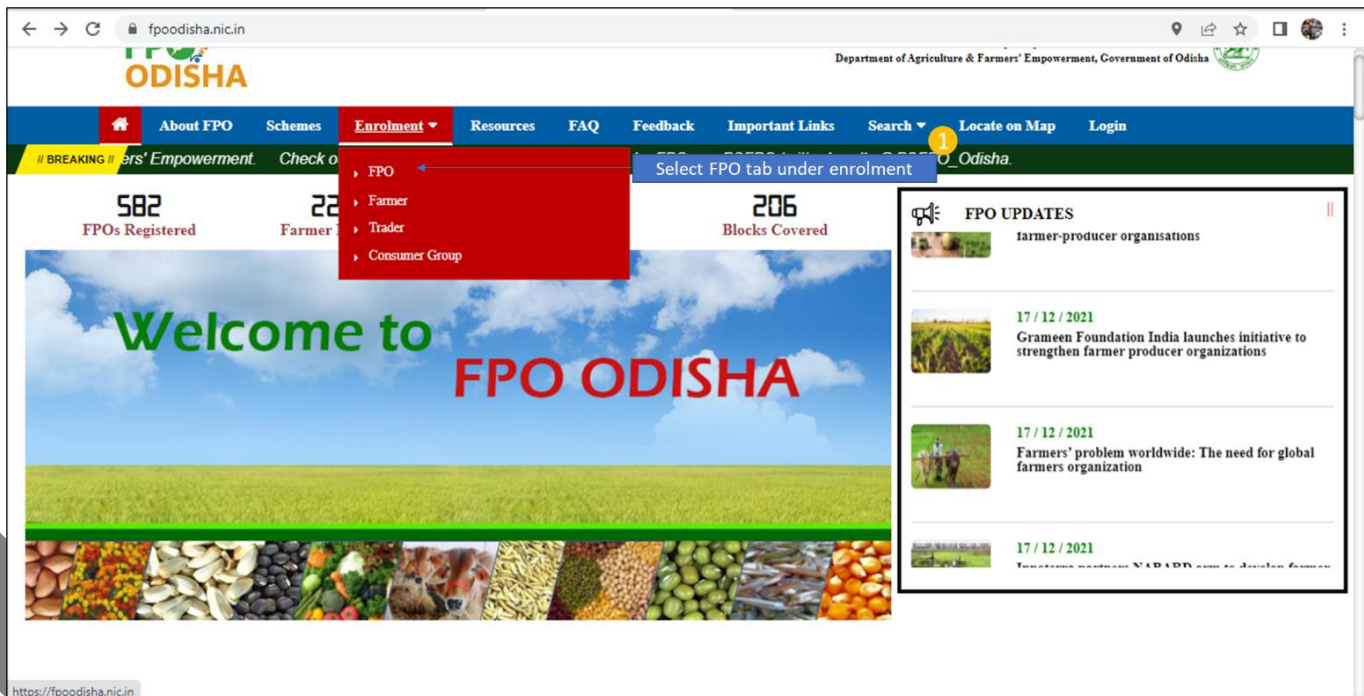 fpoodisha.nic.in
FPO
ODISHA
Department of Agriculture & Farmers' Empowerment, Government of Odisha
About FPO Schemes Enrolment Resources FAQ Feedback Important Links Search Locate on Map Login
1
// BREAKING // ers' Empowerment. Check o _Odisha.
FPO
Select FPO tab under enrolment
Farmer
Trader
Consumer Group
582
FPOs Registered
22
Farmer
206
Blocks Covered
FPO UPDATES
farmer-producer organisations
17 / 12 / 2021
Grameen Foundation India launches initiative to
strengthen farmer producer organizations
17 / 12 / 2021
Farmers' problem worldwide: The need for global
farmers organization
17 / 12 / 2021
Welcome to
FPO ODISHA
https://fpoodisha.nic.in